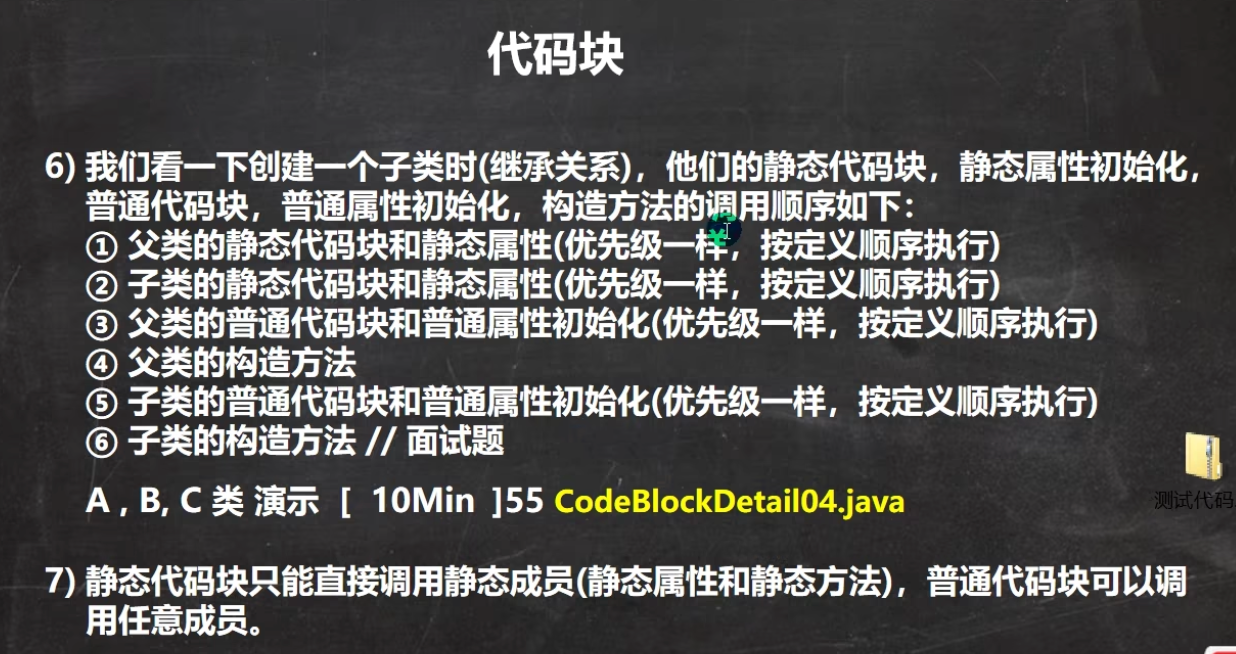 代码块
6) 我们看一下创建一个子类时(继承关系)，他们的静态代码块，静态属性初始化，
普通代码块，普通属性初始化，构造方法的调用顺序如下：
① 父类的静态代码块和静态属性(优先级一样，按定义顺序执行)
② 子类的静态代码块和静态属性(优先级一样，按定义顺序执行)
③ 父类的普通代码块和普通属性初始化(优先级一样，按定义顺序执行)
④ 父类的构造方法
⑤ 子类的普通代码块和普通属性初始化(优先级一样，按定义顺序执行)
⑥ 子类的构造方法 // 面试题
A , B, C 类 演示 [ 10Min ]55 CodeBlockDetail04.java
测试代码
7) 静态代码块只能直接调用静态成员(静态属性和静态方法)，普通代码块可以调
用任意成员。